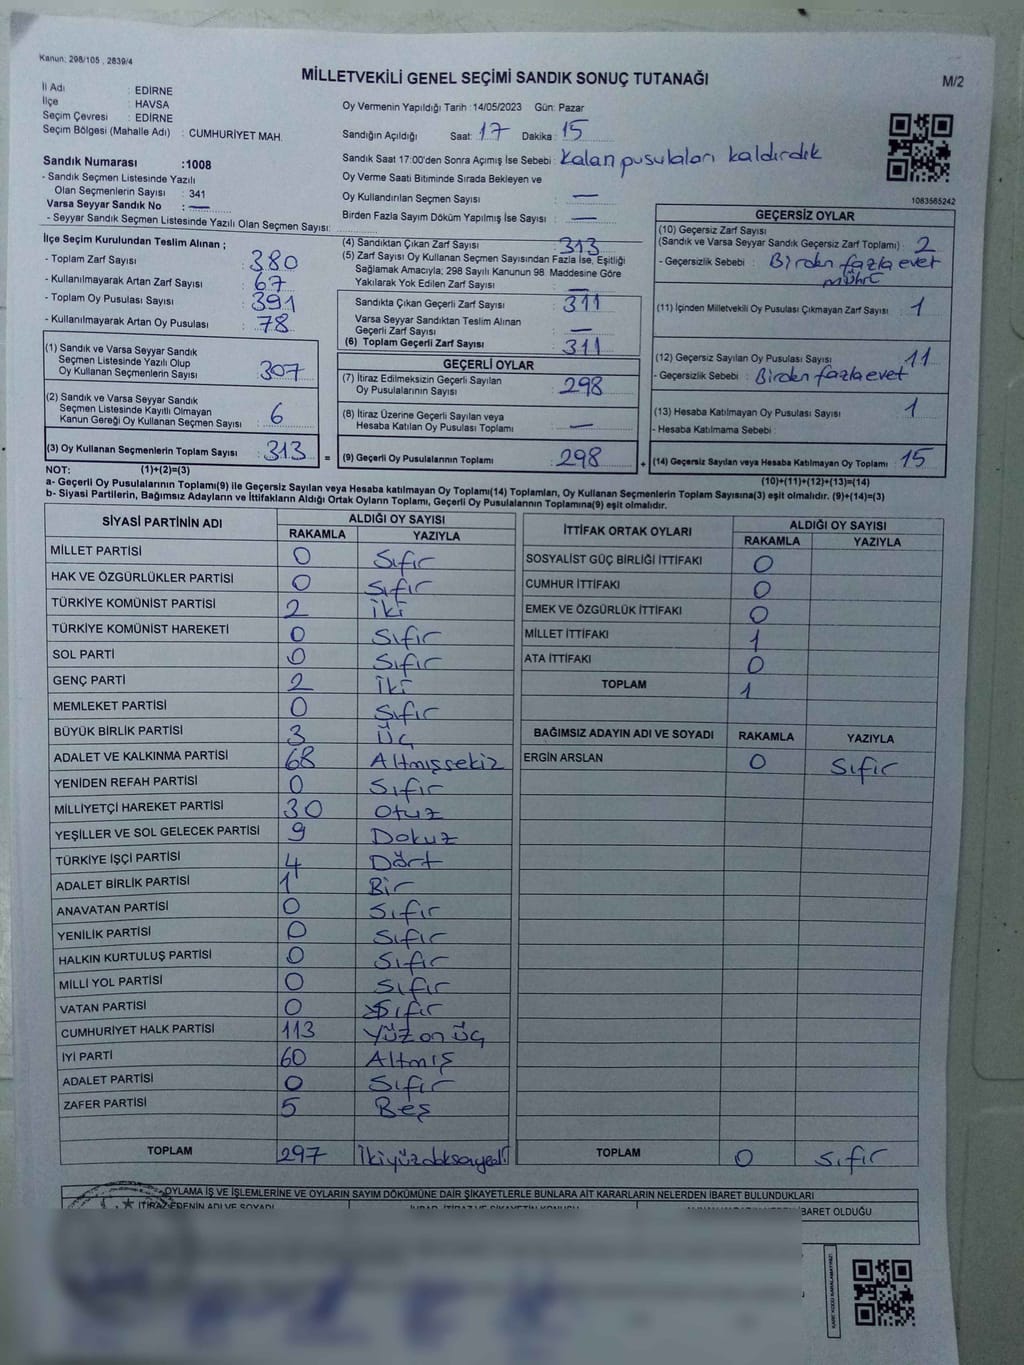 Kanun: 298/105 , 2839/4
MİLLETVEKİLİ GENEL SEÇİMİ SANDIK SONUÇ TUTANAĞI
M/2
İl Adı : EDİRNE
İlçe : HAVSA
Seçim Çevresi : EDİRNE
Seçim Bölgesi (Mahalle Adı) : CUMHURİYET MAH.
Oy Vermenin Yapıldığı Tarih :14/05/2023 Gün: Pazar
Sandığın Açıldığı Saat: 17 Dakika: 15
Sandık Saat 17:00'den Sonra Açımış İse Sebebi : Kalan pusulaları kaldırdık
Oy Verme Saati Bitiminde Sırada Bekleyen ve
Oy Kullandırılan Seçmen Sayısı : —
Birden Fazla Sayım Döküm Yapılmış İse Sayısı : —
1083565242
Sandık Numarası :1008
- Sandık Seçmen Listesinde Yazılı
Olan Seçmenlerin Sayısı : 341
Varsa Seyyar Sandık No : —
- Seyyar Sandık Seçmen Listesinde Yazılı Olan Seçmen Sayısı:
İlçe Seçim Kurulundan Teslim Alınan ;
- Toplam Zarf Sayısı : 380
- Kullanılmayarak Artan Zarf Sayısı : 67
- Toplam Oy Pusulası Sayısı : 391
- Kullanılmayarak Artan Oy Pusulası : 78
(1) Sandık ve Varsa Seyyar Sandık
Seçmen Listesinde Yazılı Olup
Oy Kullanan Seçmenlerin Sayısı : 307
(2) Sandık ve Varsa Seyyar Sandık
Seçmen Listesinde Kayıtlı Olmayan
Kanun Gereği Oy Kullanan Seçmen Sayısı : 6
(3) Oy Kullanan Seçmenlerin Toplam Sayısı : 313 =
(4) Sandıktan Çıkan Zarf Sayısı : 313
(5) Zarf Sayısı Oy Kullanan Seçmen Sayısından Fazla İse, Eşitliği
Sağlamak Amacıyla; 298 Sayılı Kanunun 98 Maddesine Göre
Yakılarak Yok Edilen Zarf Sayısı : —
Sandıkta Çıkan Geçerli Zarf Sayısı : 311
Varsa Seyyar Sandıktan Teslim Alınan
Geçerli Zarf Sayısı : —
(6) Toplam Geçerli Zarf Sayısı : 311
GEÇERLİ OYLAR
(7) İtiraz Edilmeksizin Geçerli Sayılan
Oy Pusulalarının Sayısı : 298
(8) İtiraz Üzerine Geçerli Sayılan veya
Hesaba Katılan Oy Pusulası Toplamı : —
(9) Geçerli Oy Pusulalarının Toplamı : 298 +
GEÇERSİZ OYLAR
(10) Geçersiz Zarf Sayısı
(Sandık ve Varsa Seyyar Sandık Geçersiz Zarf Toplamı) : 2
- Geçersizlik Sebebi : Birden fazla evet
(11) İçinden Milletvekili Oy Pusulası Çıkmayan Zarf Sayısı : 1
(12) Geçersiz Sayılan Oy Pusulası Sayısı : 11
- Geçersizlik Sebebi : Birden fazla evet
(13) Hesaba Katılmayan Oy Pusulası Sayısı : 1
- Hesaba Katılmama Sebebi :
(14) Geçersiz Sayılan veya Hesaba Katılmayan Oy Toplamı : 15
NOT: (1)+(2)=(3)
(10)+(11)+(12)+(13)=(14)
a- Geçerli Oy Pusulalarının Toplamı(9) ile Geçersiz Sayılan veya Hesaba katılmayan Oy Toplamı(14) Toplamları, Oy Kullanan Seçmenlerin Toplam Sayısına(3) eşit olmalıdır. (9)+(14)=(3)
b- Siyasi Partilerin, Bağımsız Adayların ve İttifakların Aldığı Ortak Oyların Toplamı, Geçerli Oy Pusulalarının Toplamına(9) eşit olmalıdır.
SİYASİ PARTİNİN ADI ALDIĞI OY SAYISI
RAKAMLA YAZIYLA
MİLLET PARTİSİ 0 Sıfır
HAK VE ÖZGÜRLÜKLER PARTİSİ 0 Sıfır
TÜRKİYE KOMÜNİST PARTİSİ 2 İki
TÜRKİYE KOMÜNİST HAREKETİ 0 Sıfır
SOL PARTİ 0 Sıfır
GENÇ PARTİ 2 İki
MEMLEKET PARTİSİ 0 Sıfır
BÜYÜK BİRLİK PARTİSİ 3 Üç
ADALET VE KALKINMA PARTİSİ 68 Altmışsekiz
YENİDEN REFAH PARTİSİ 0 Sıfır
MİLLİYETÇİ HAREKET PARTİSİ 30 Otuz
YEŞİLLER VE SOL GELECEK PARTİSİ 9 Dokuz
TÜRKİYE İŞÇİ PARTİSİ 4 Dört
ADALET BİRLİK PARTİSİ 1 Bir
ANAVATAN PARTİSİ 0 Sıfır
YENİLİK PARTİSİ 0 Sıfır
HALKIN KURTULUŞ PARTİSİ 0 Sıfır
MİLLİ YOL PARTİSİ 0 Sıfır
VATAN PARTİSİ 0 Sıfır
CUMHURİYET HALK PARTİSİ 113 Yüz on üç
İYİ PARTİ 60 Altmış
ADALET PARTİSİ 0 Sıfır
ZAFER PARTİSİ 5 Beş
TOPLAM 297
İTTİFAK ORTAK OYLARI ALDIĞI OY SAYISI
RAKAMLA YAZIYLA
SOSYALİST GÜÇ BİRLİĞİ İTTİFAKI 0
CUMHUR İTTİFAKI 0
EMEK VE ÖZGÜRLÜK İTTİFAKI 0
MİLLET İTTİFAKI 1
ATA İTTİFAKI 0
TOPLAM 1
BAĞIMSIZ ADAYIN ADI VE SOYADI RAKAMLA YAZIYLA
ERGİN ARSLAN 0 Sıfır
TOPLAM 0 Sıfır
OYLAMA İŞ VE İŞLEMLERİNE VE OYLARIN SAYIM DÖKÜMÜNE DAİR ŞİKAYETLERLE BUNLARA AİT KARARLARIN NELERDEN İBARET BULUNDUKLARI
İTİRAZ EDENİN ADI VE SOYADI
İBARET OLDUĞU